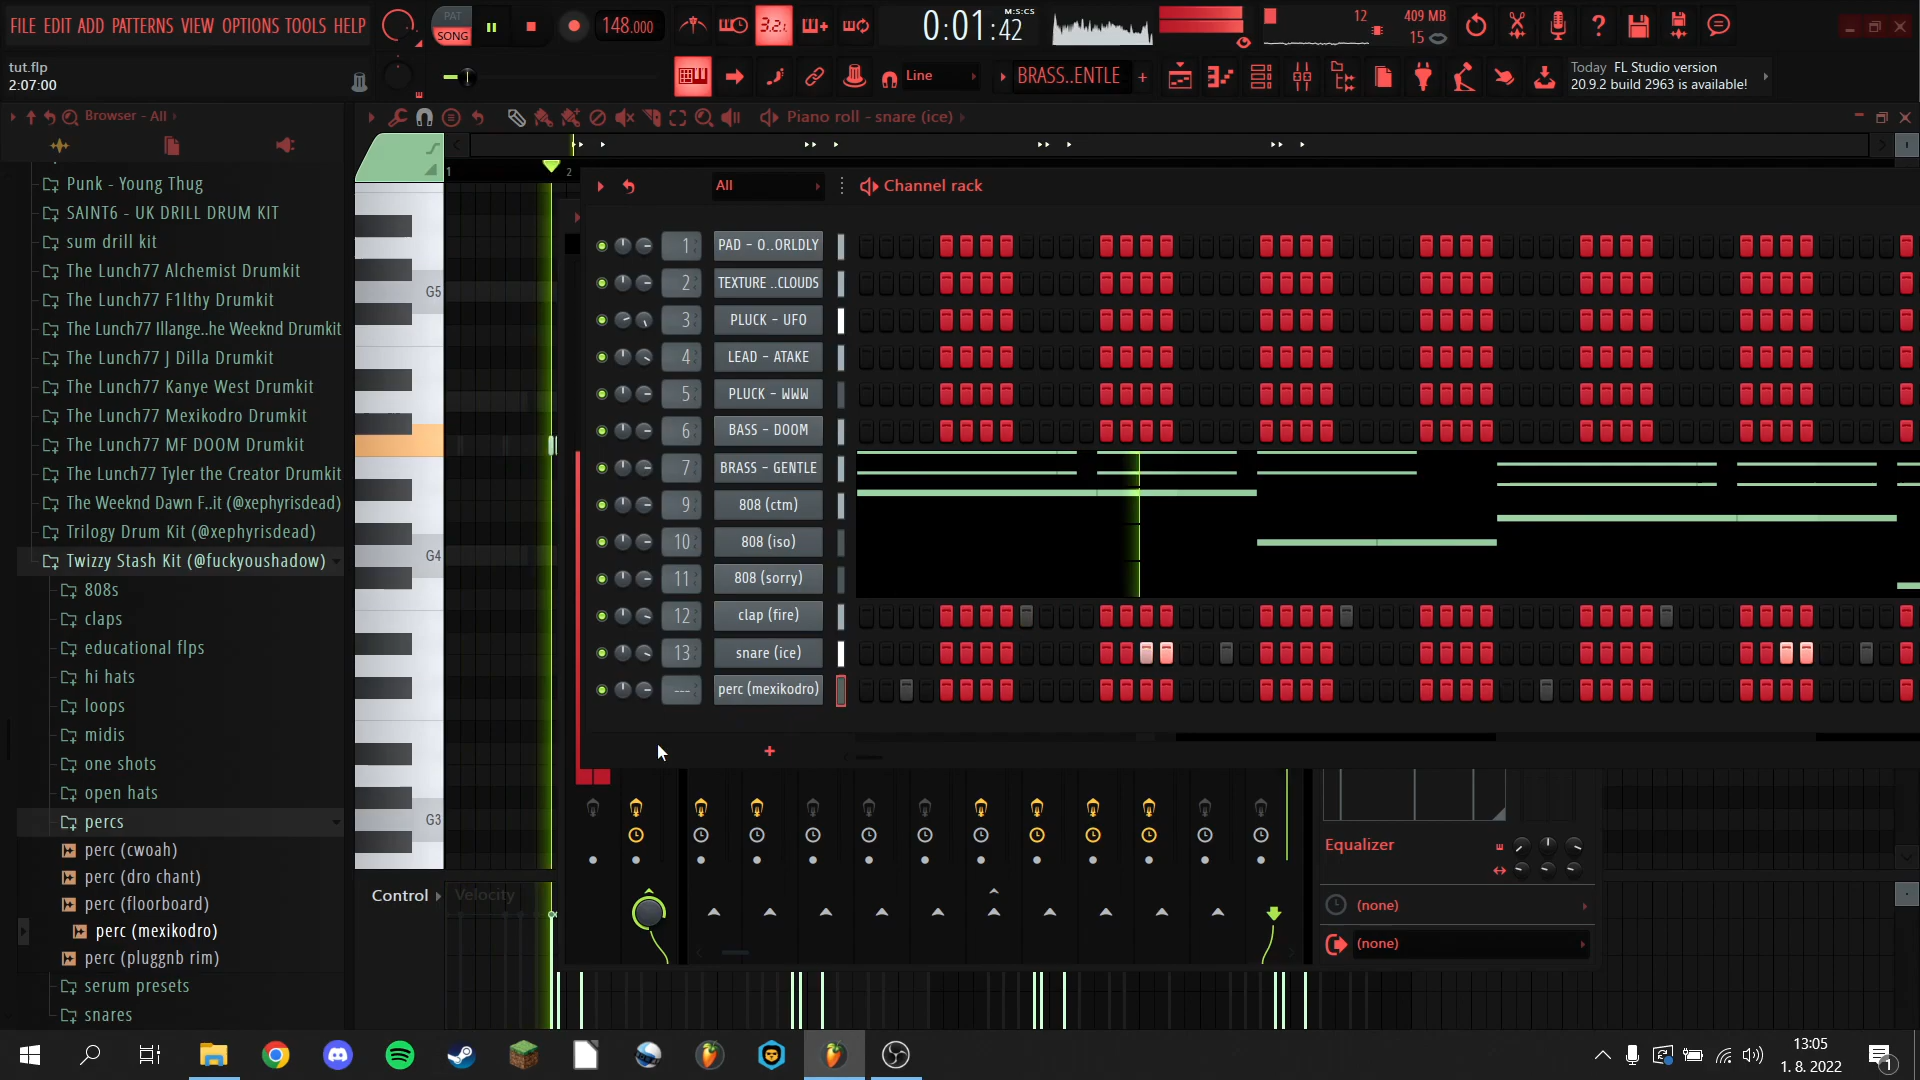 FILE EDIT ADD PATTERNS VIEW OPTIONS TOOLS HELP
PAT
SONG
148.000
3.2.
0:01:42
M:S:CS
12
409 MB
15
tut.flp
2:07:00
Line
BRASS..ENTLE
Today FL Studio version
20.9.2 build 2963 is available!
Browser - All
Piano roll - snare (ice)
1
2
Punk - Young Thug
SAINT6 - UK DRILL DRUM KIT
sum drill kit
The Lunch77 Alchemist Drumkit
The Lunch77 F1lthy Drumkit
The Lunch77 Illange..he Weeknd Drumkit
The Lunch77 J Dilla Drumkit
The Lunch77 Kanye West Drumkit
The Lunch77 Mexikodro Drumkit
The Lunch77 MF DOOM Drumkit
The Lunch77 Tyler the Creator Drumkit
The Weeknd Dawn F..it (@xephyrisdead)
Trilogy Drum Kit (@xephyrisdead)
Twizzy Stash Kit (@fuckyoushadow)
808s
claps
educational flps
hi hats
loops
midis
one shots
open hats
percs
perc (cwoah)
perc (dro chant)
perc (floorboard)
perc (mexikodro)
perc (pluggnb rim)
serum presets
snares
G5
G4
G3
All
Channel rack
1 PAD - O..ORLDLY
2 TEXTURE ..CLOUDS
3 PLUCK - UFO
4 LEAD - ATAKE
5 PLUCK - WWW
6 BASS - DOOM
7 BRASS - GENTLE
9 808 (ctm)
10 808 (iso)
11 808 (sorry)
12 clap (fire)
13 snare (ice)
--- perc (mexikodro)
+
Control
Velocity
Equalizer
(none)
(none)
13:05
1. 8. 2022
1